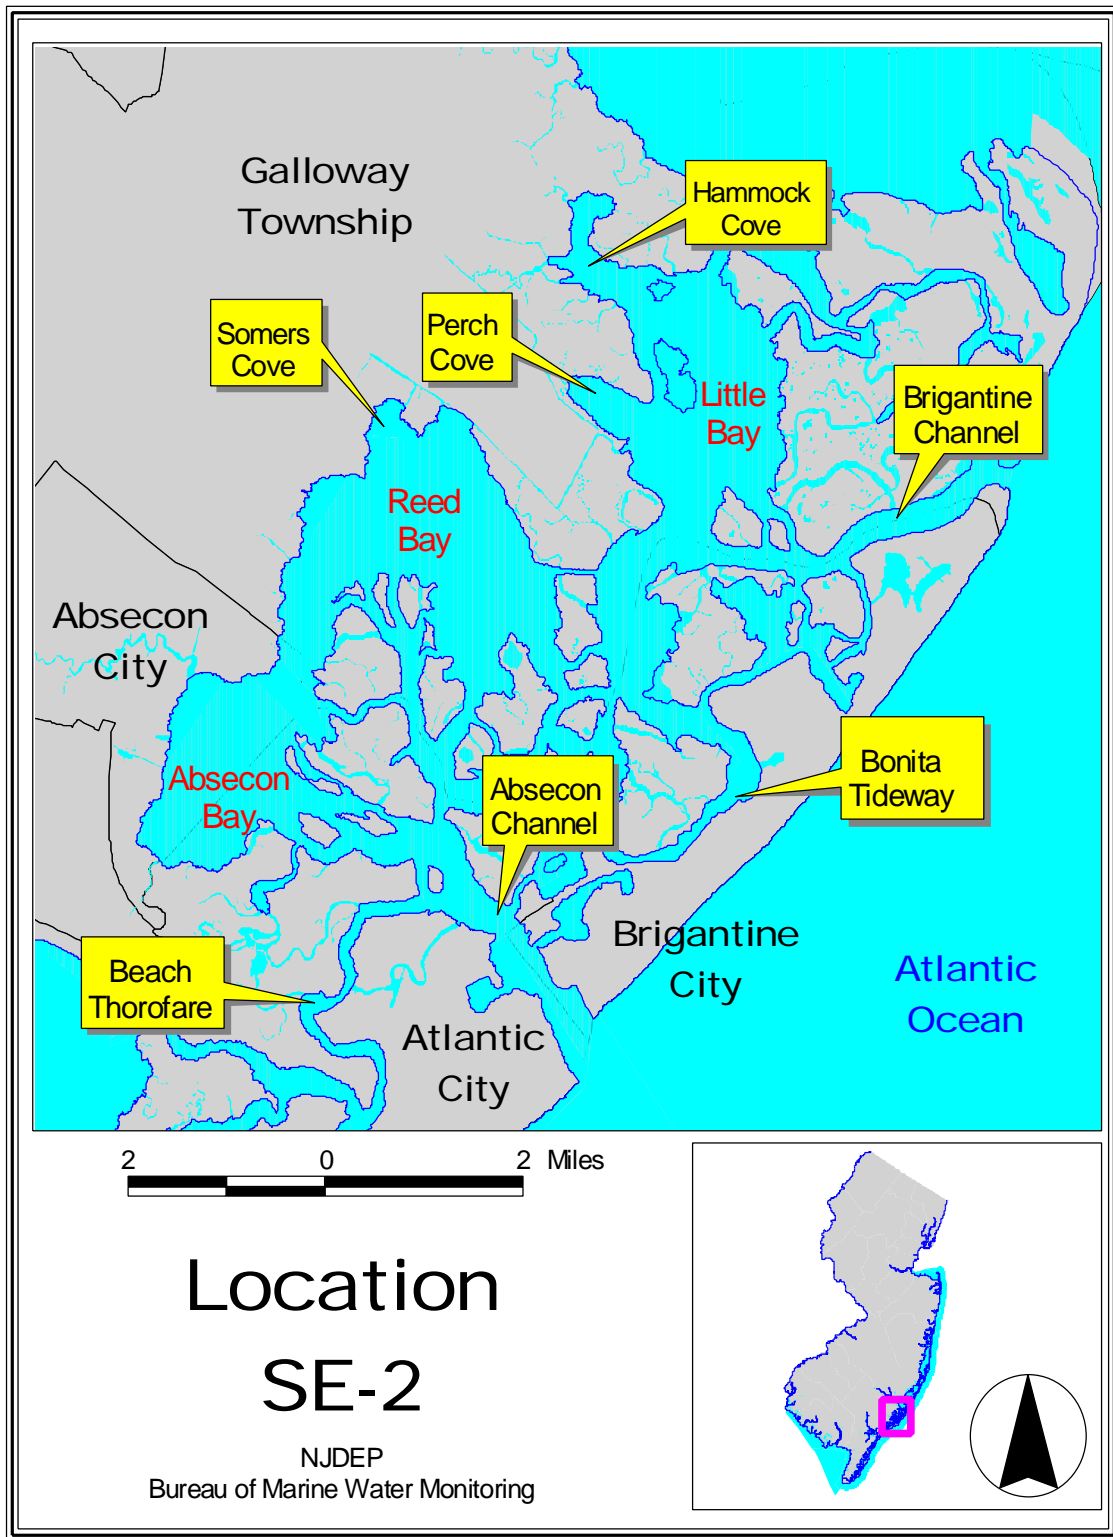 Galloway
Township
Hammock
Cove
Somers
Cove
Perch
Cove
Little
Bay
Brigantine
Channel
Reed
Bay
Absecon
City
Absecon
Bay
Absecon
Channel
Bonita
Tideway
Brigantine
City
Beach
Thorofare
Atlantic
City
Atlantic
Ocean
2 0 2 Miles
Location
SE-2
NJDEP
Bureau of Marine Water Monitoring